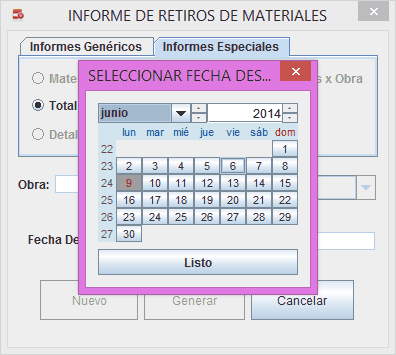 INFORME DE RETIROS DE MATERIALES
Informes Genéricos Informes Especiales
SELECCIONAR FECHA DES...
Total
x Obra
Obra:
Fecha De
junio 2014
lun mar mié jue vie sáb dom
22 1
23 2 3 4 5 6 7 8
24 9 10 11 12 13 14 15
25 16 17 18 19 20 21 22
26 23 24 25 26 27 28 29
27 30
Listo
Nuevo Generar Cancelar